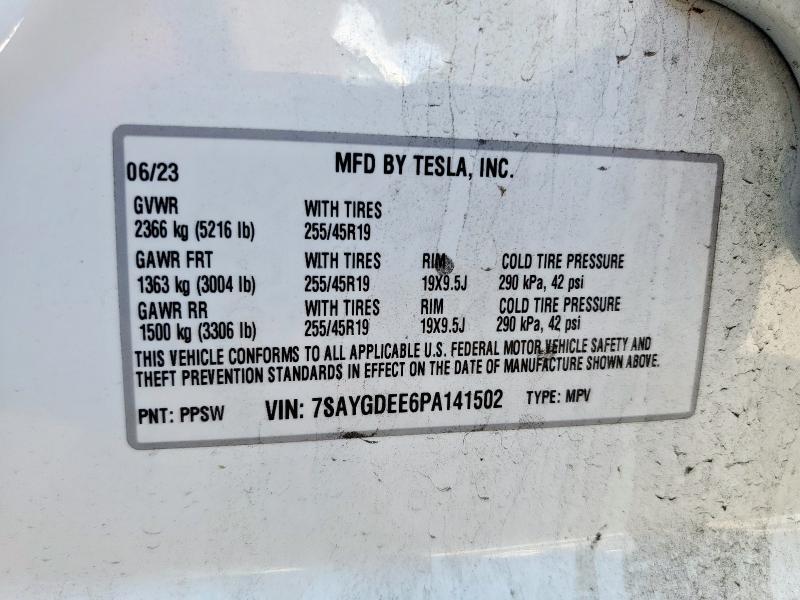 06/23 MFD BY TESLA, INC.
GVWR WITH TIRES
2366 kg (5216 lb) 255/45R19
GAWR FRT WITH TIRES RIM COLD TIRE PRESSURE
1363 kg (3004 lb) 255/45R19 19X9.5J 290 kPa, 42 psi
GAWR RR WITH TIRES RIM COLD TIRE PRESSURE
1500 kg (3306 lb) 255/45R19 19X9.5J 290 kPa, 42 psi
THIS VEHICLE CONFORMS TO ALL APPLICABLE U.S. FEDERAL MOTOR VEHICLE SAFETY AND
THEFT PREVENTION STANDARDS IN EFFECT ON THE DATE OF MANUFACTURE SHOWN ABOVE.
PNT: PPSW VIN: 7SAYGDEE6PA141502 TYPE: MPV